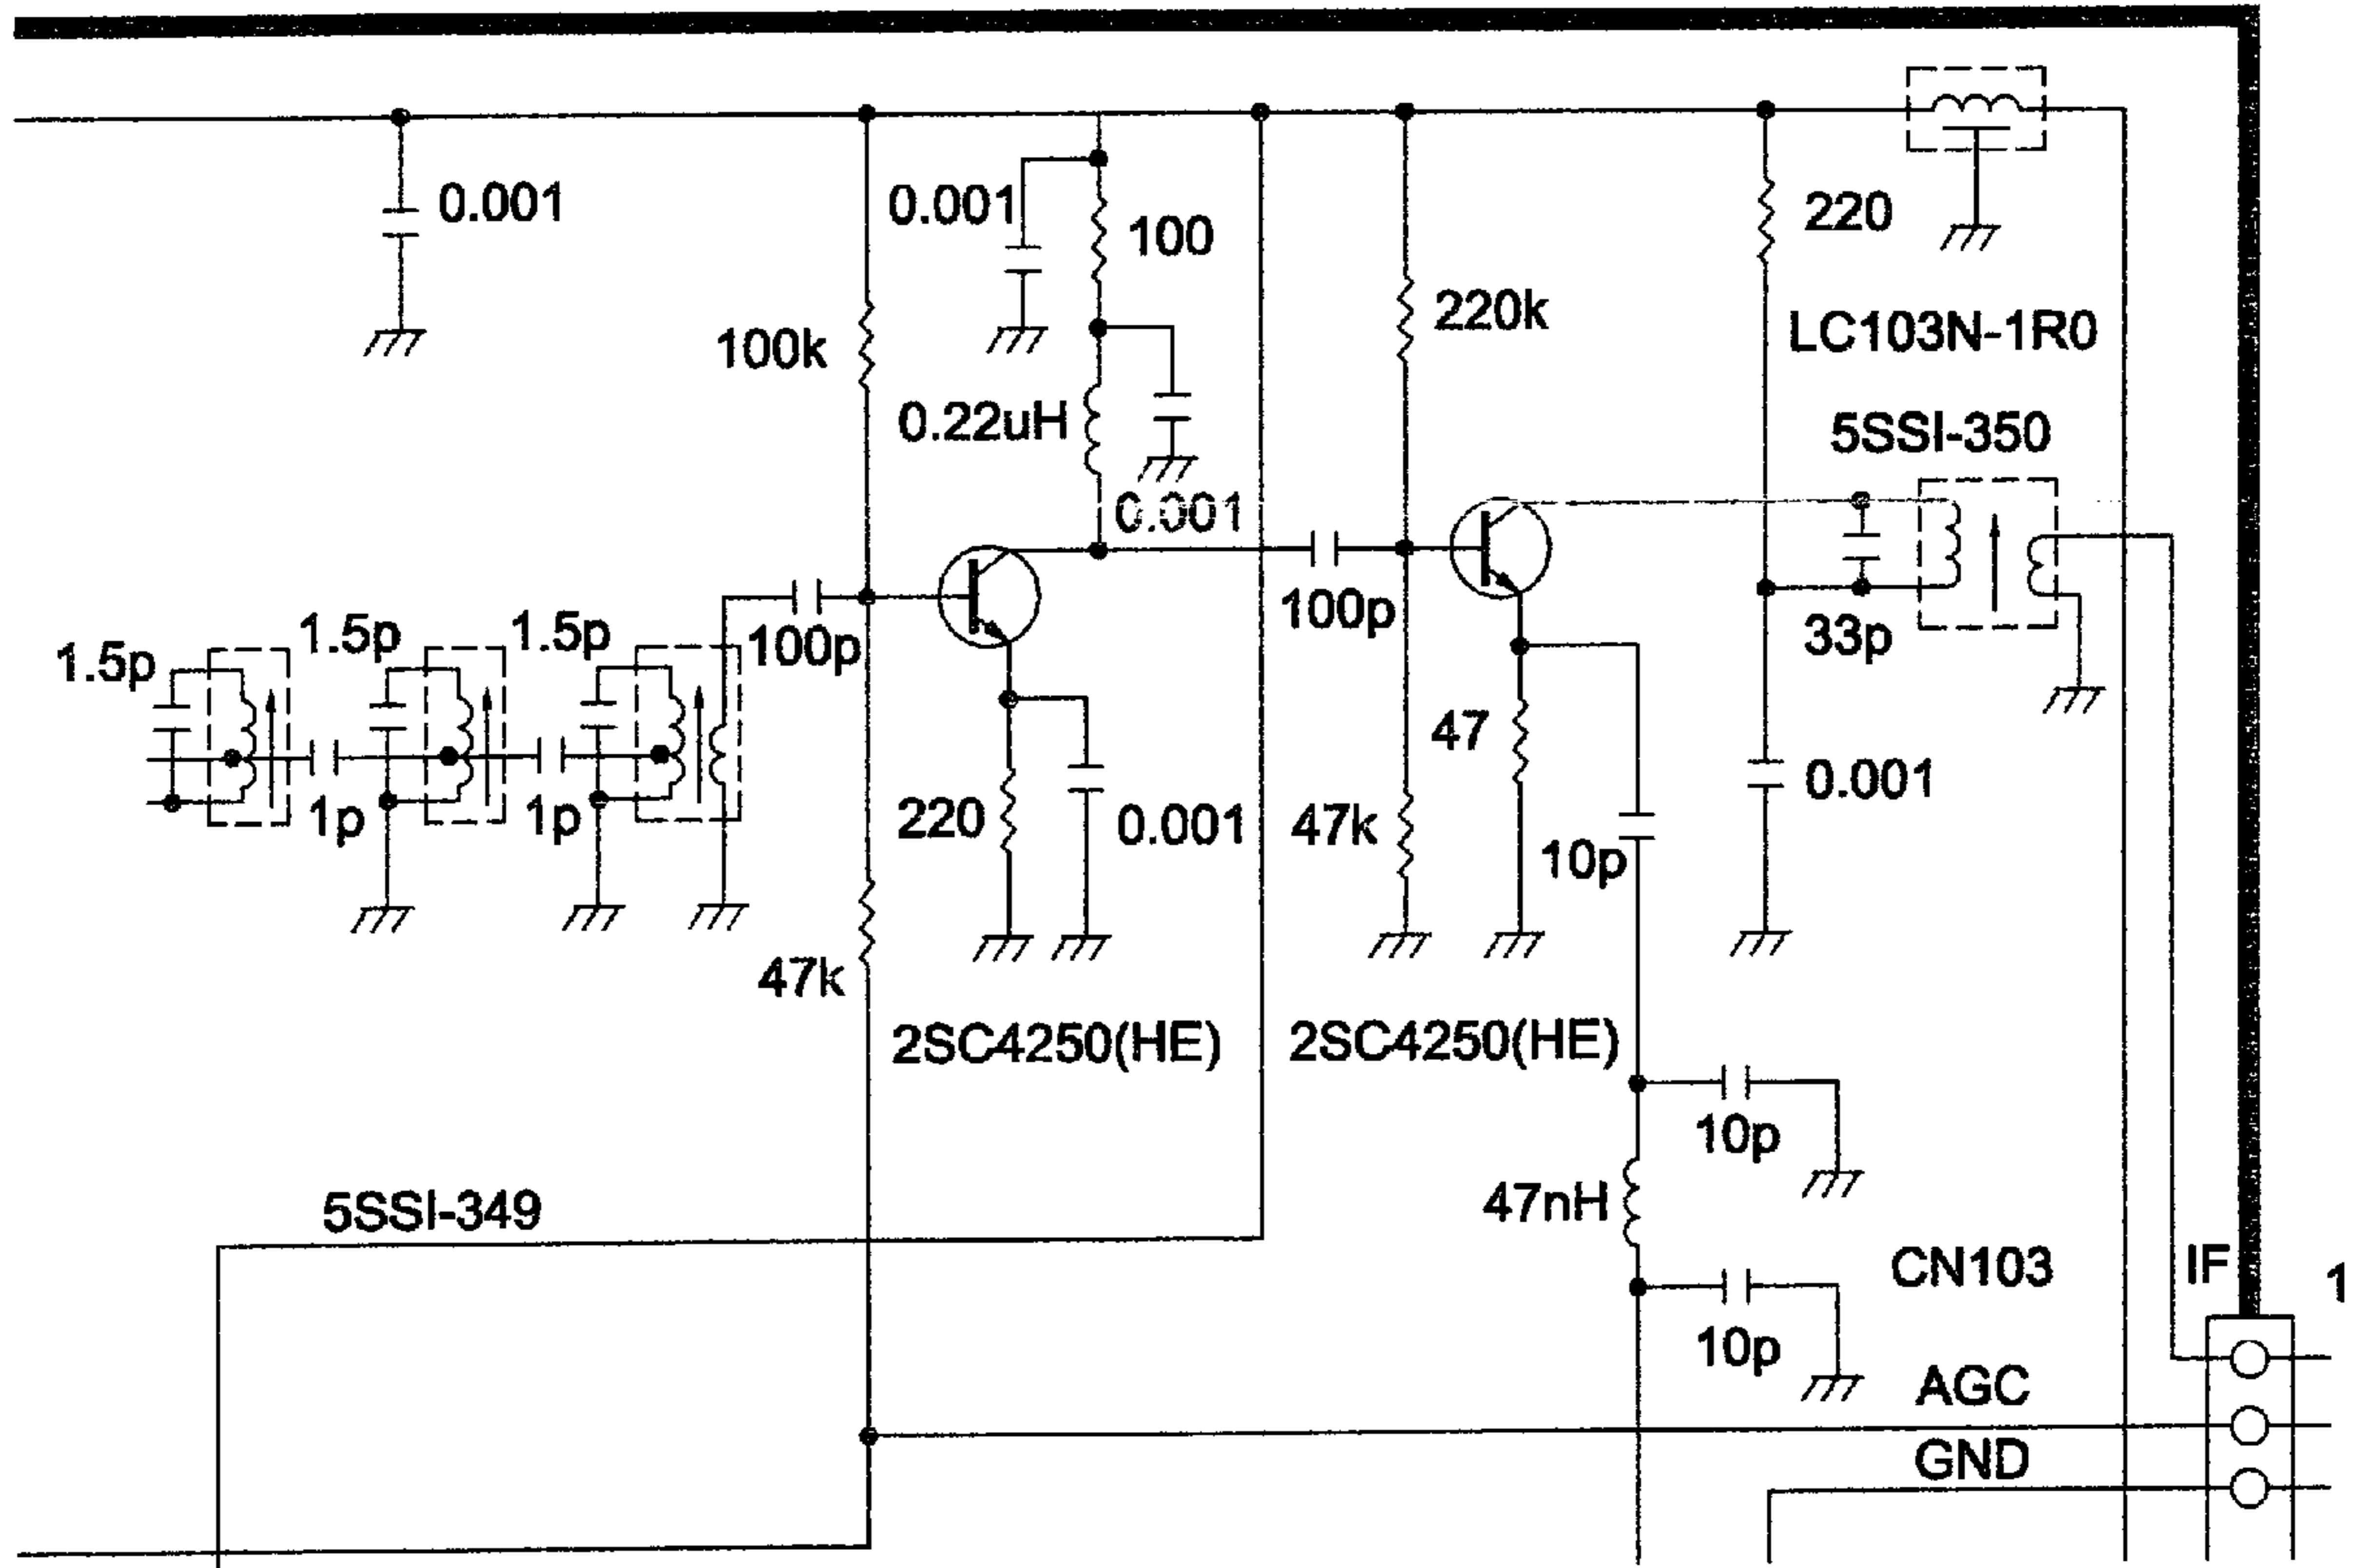 0.001
0.001
100
220
100k
220k
LC103N-1R0
0.22uH
5SSI-350
0.001
1.5p
1.5p
1.5p
100p
100p
33p
47
1p
1p
220
0.001
47k
10p
0.001
47k
2SC4250(HE)
2SC4250(HE)
10p
5SSI-349
47nH
CN103
IF
1
10p
AGC
GND